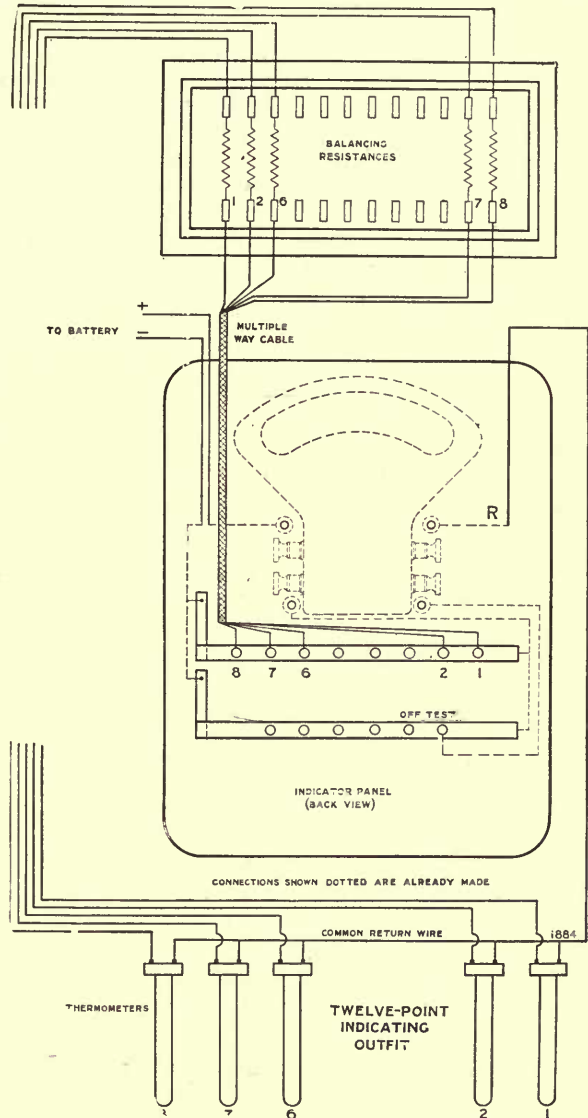 BALANCING
RESISTANCES
1 2 6 7 8
+
TO BATTERY
−
MULTIPLE
WAY CABLE
R
8 7 6 2 1
OFF TEST
INDICATOR PANEL
(BACK VIEW)
CONNECTIONS SHOWN DOTTED ARE ALREADY MADE
COMMON RETURN WIRE
1884
THERMOMETERS
TWELVE-POINT
INDICATING
OUTFIT
7 6 2 1